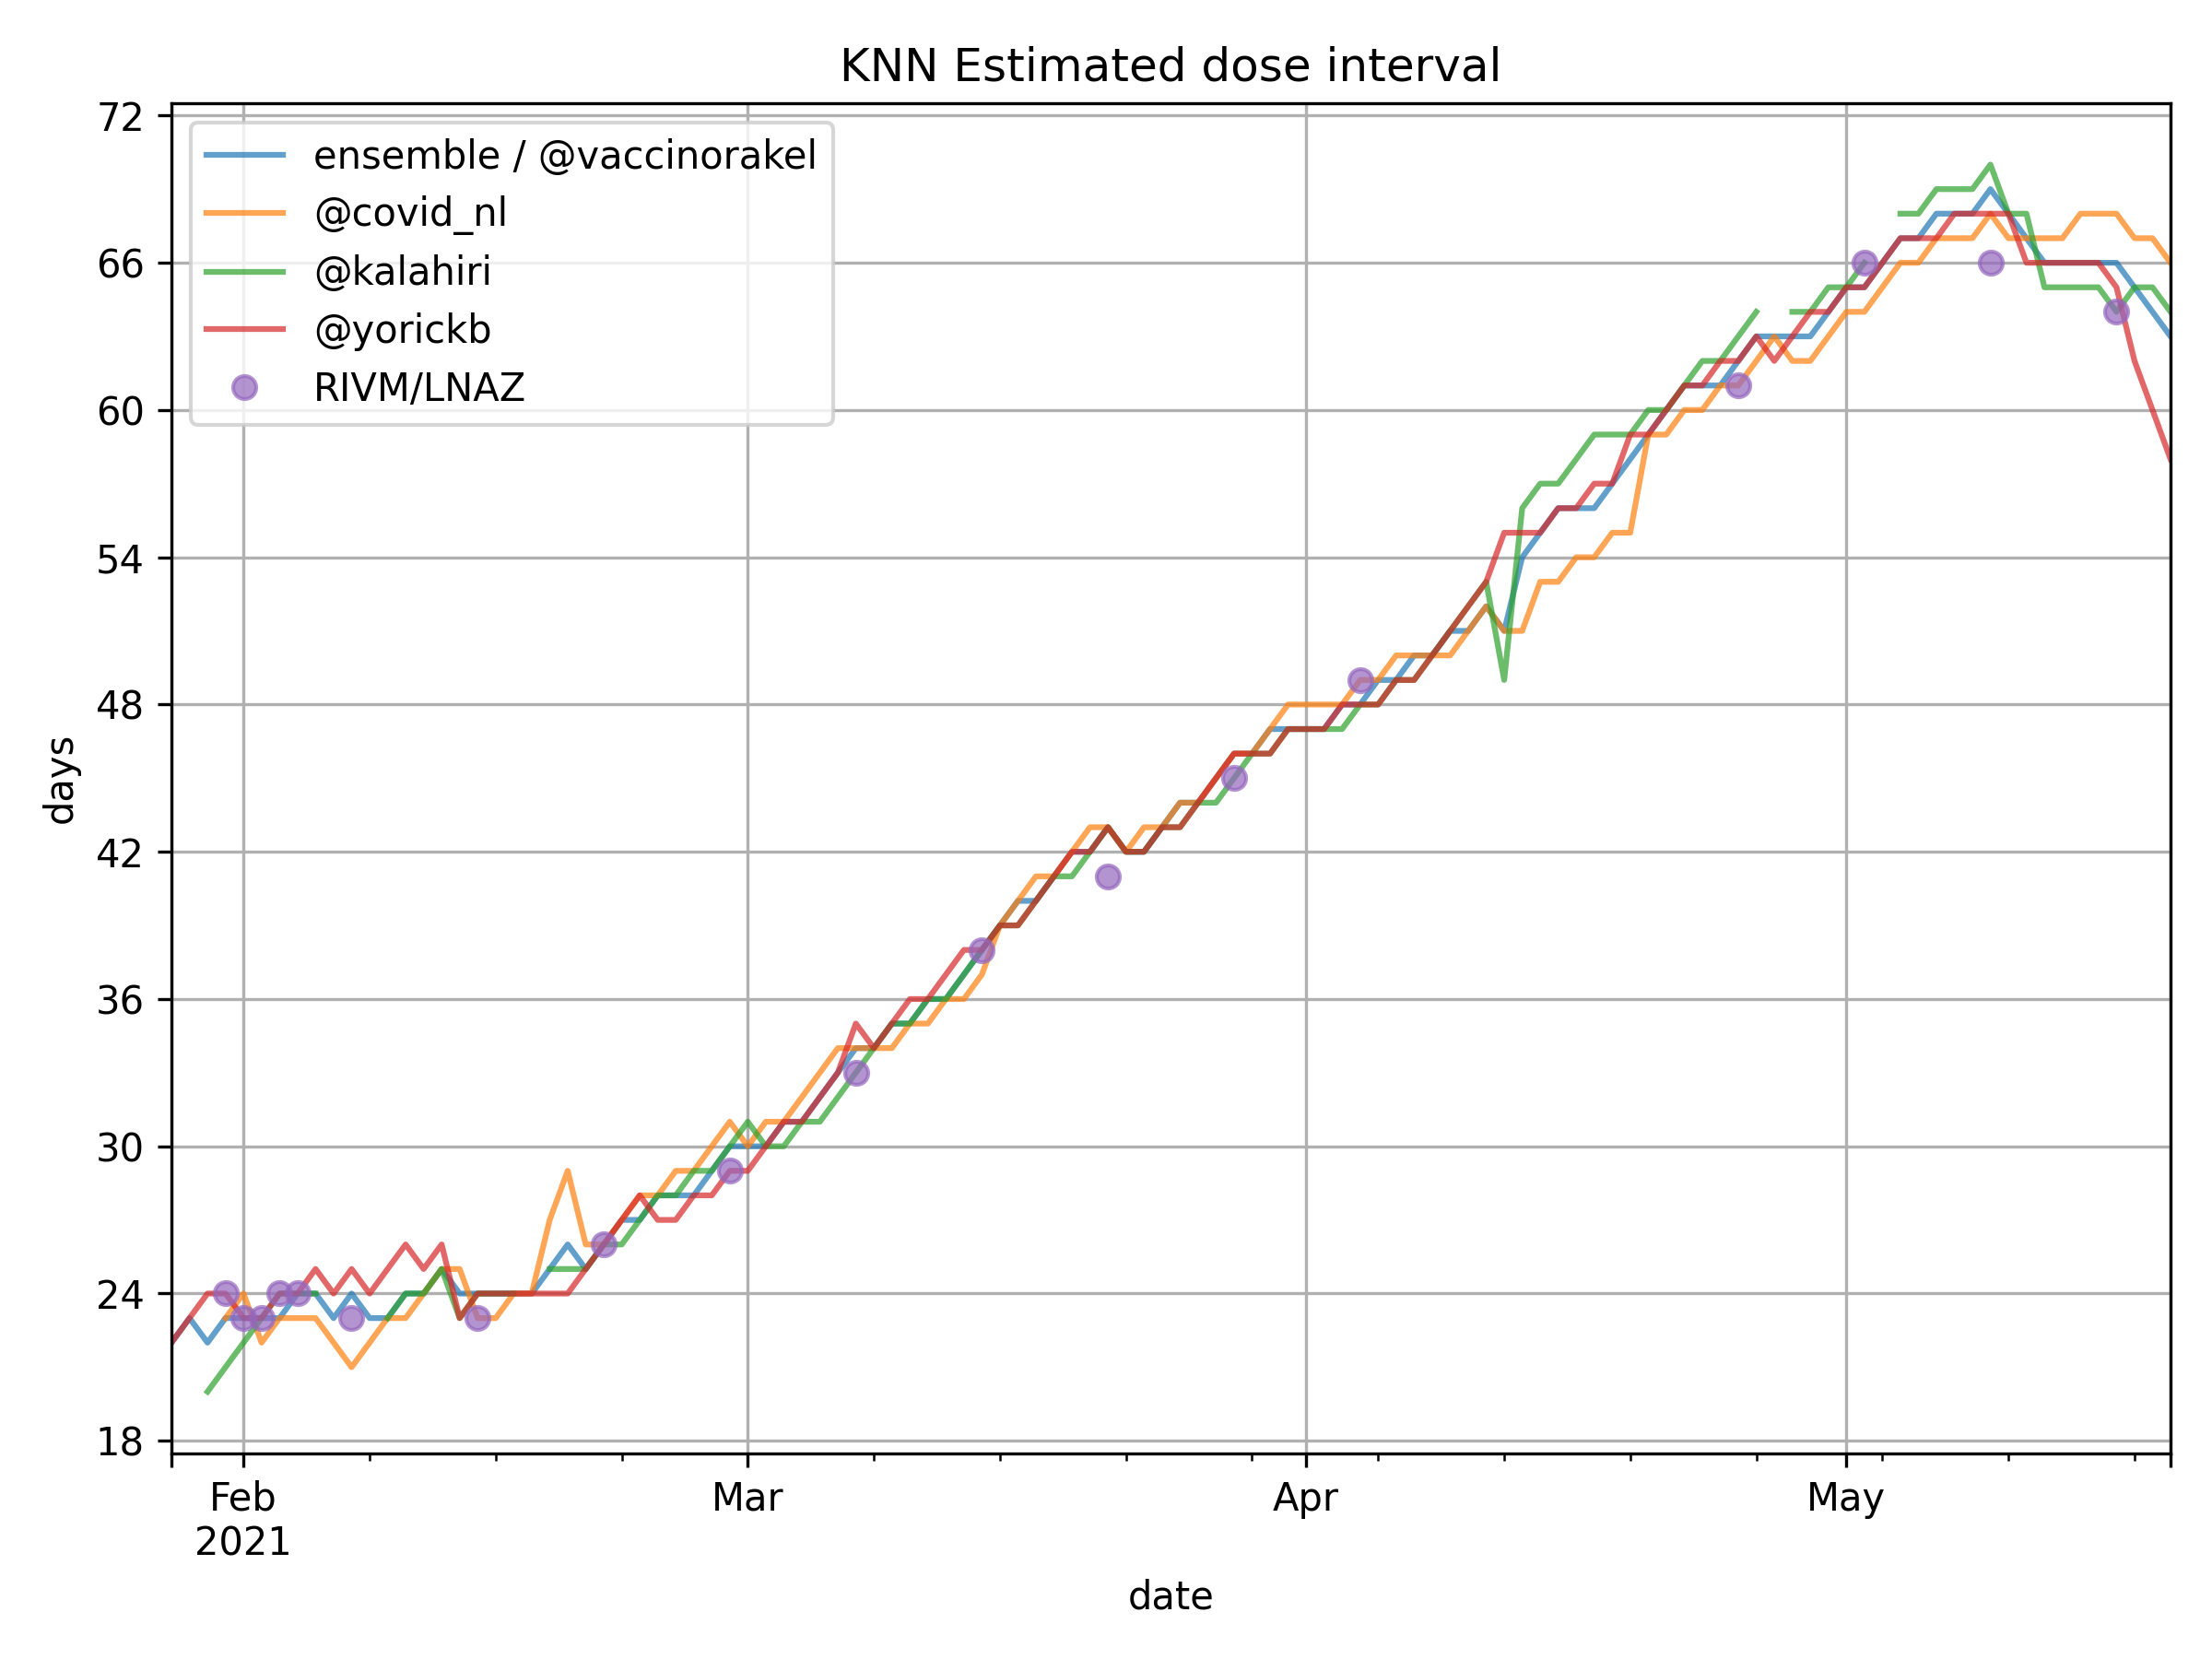 KNN Estimated dose interval
72
66
60
54
48
42
36
30
24
18
days
ensemble / @vaccinorakel
@covid_nl
@kalahiri
@yorickb
RIVM/LNAZ
Feb
2021
Mar
Apr
May
date